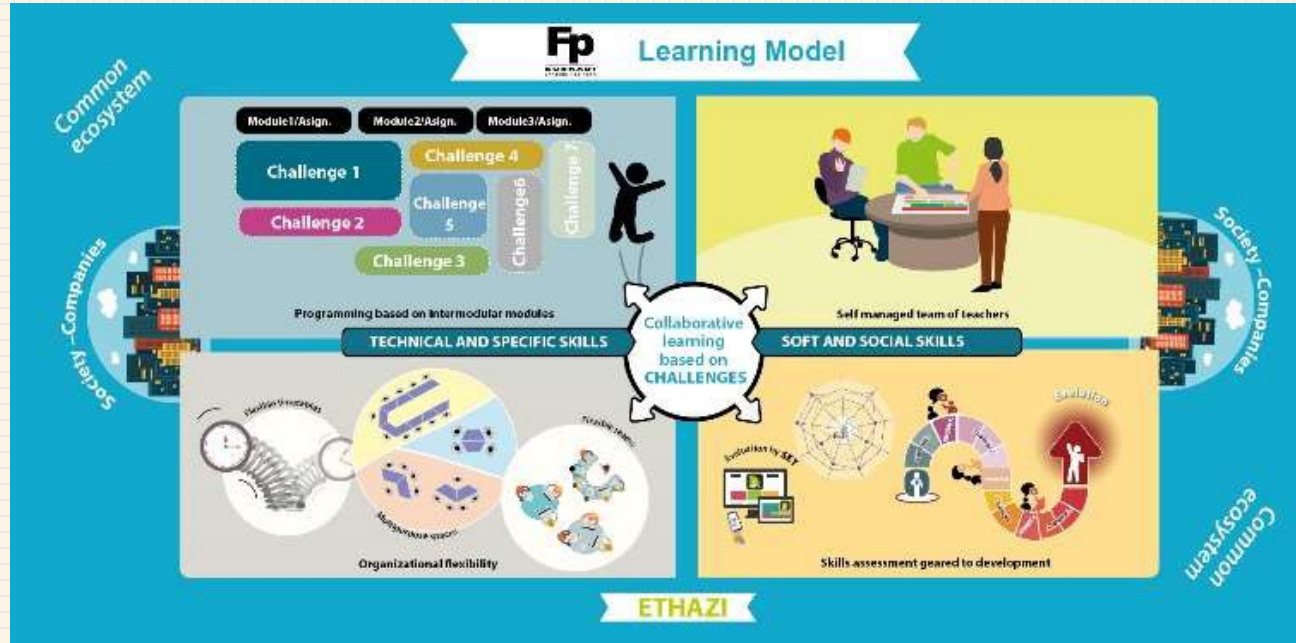 Fp
EUSKADI
Learning Model
Common
ecosystem
Module1/Asign.
Module2/Asign.
Module3/Asign.
Challenge 1
Challenge 2
Challenge 3
Challenge 4
Challenge
5
Challenge6
Challenge 7
Programming based on intermodular modules
Self managed team of teachers
Society –Companies
Society –Companies
TECHNICAL AND SPECIFIC SKILLS
Collaborative
learning
based on
CHALLENGES
SOFT AND SOCIAL SKILLS
Flexible timetables
Multipurpose spaces
Flexible teams
Organizational flexibility
Evaluation by SET
Evolution
Skills assessment geared to development
Common
ecosystem
ETHAZI